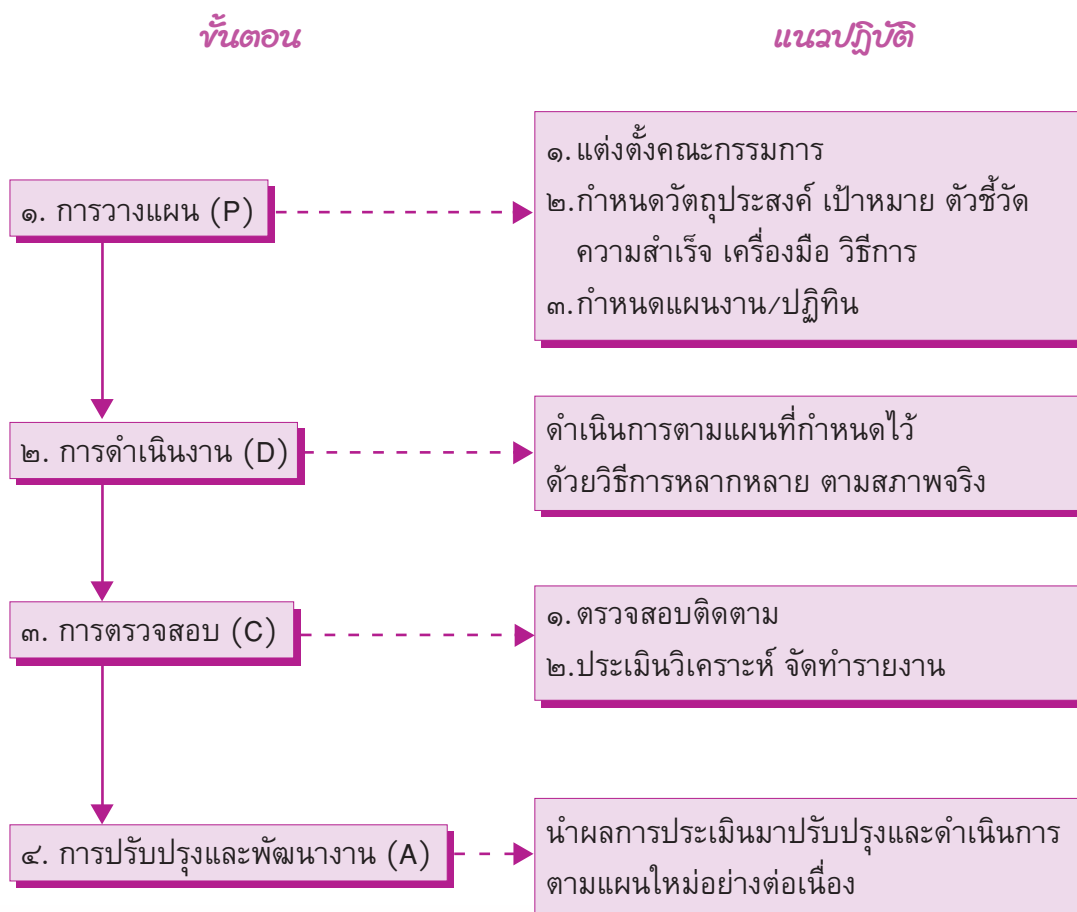 ขั้นตอน
แนวปฏิบัติ
๑. การวางแผน (P)
๑. แต่งตั้งคณะกรรมการ
๒.กำหนดวัตถุประสงค์ เป้าหมาย ตัวชี้วัด
ความสำเร็จ เครื่องมือ วิธีการ
๓.กำหนดแผนงาน/ปฏิทิน
๒. การดำเนินงาน (D)
ดำเนินการตามแผนที่กำหนดไว้
ด้วยวิธีการหลากหลาย ตามสภาพจริง
๓. การตรวจสอบ (C)
๑. ตรวจสอบติดตาม
๒.ประเมินวิเคราะห์ จัดทำรายงาน
๔. การปรับปรุงและพัฒนางาน (A)
นำผลการประเมินมาปรับปรุงและดำเนินการ
ตามแผนใหม่อย่างต่อเนื่อง